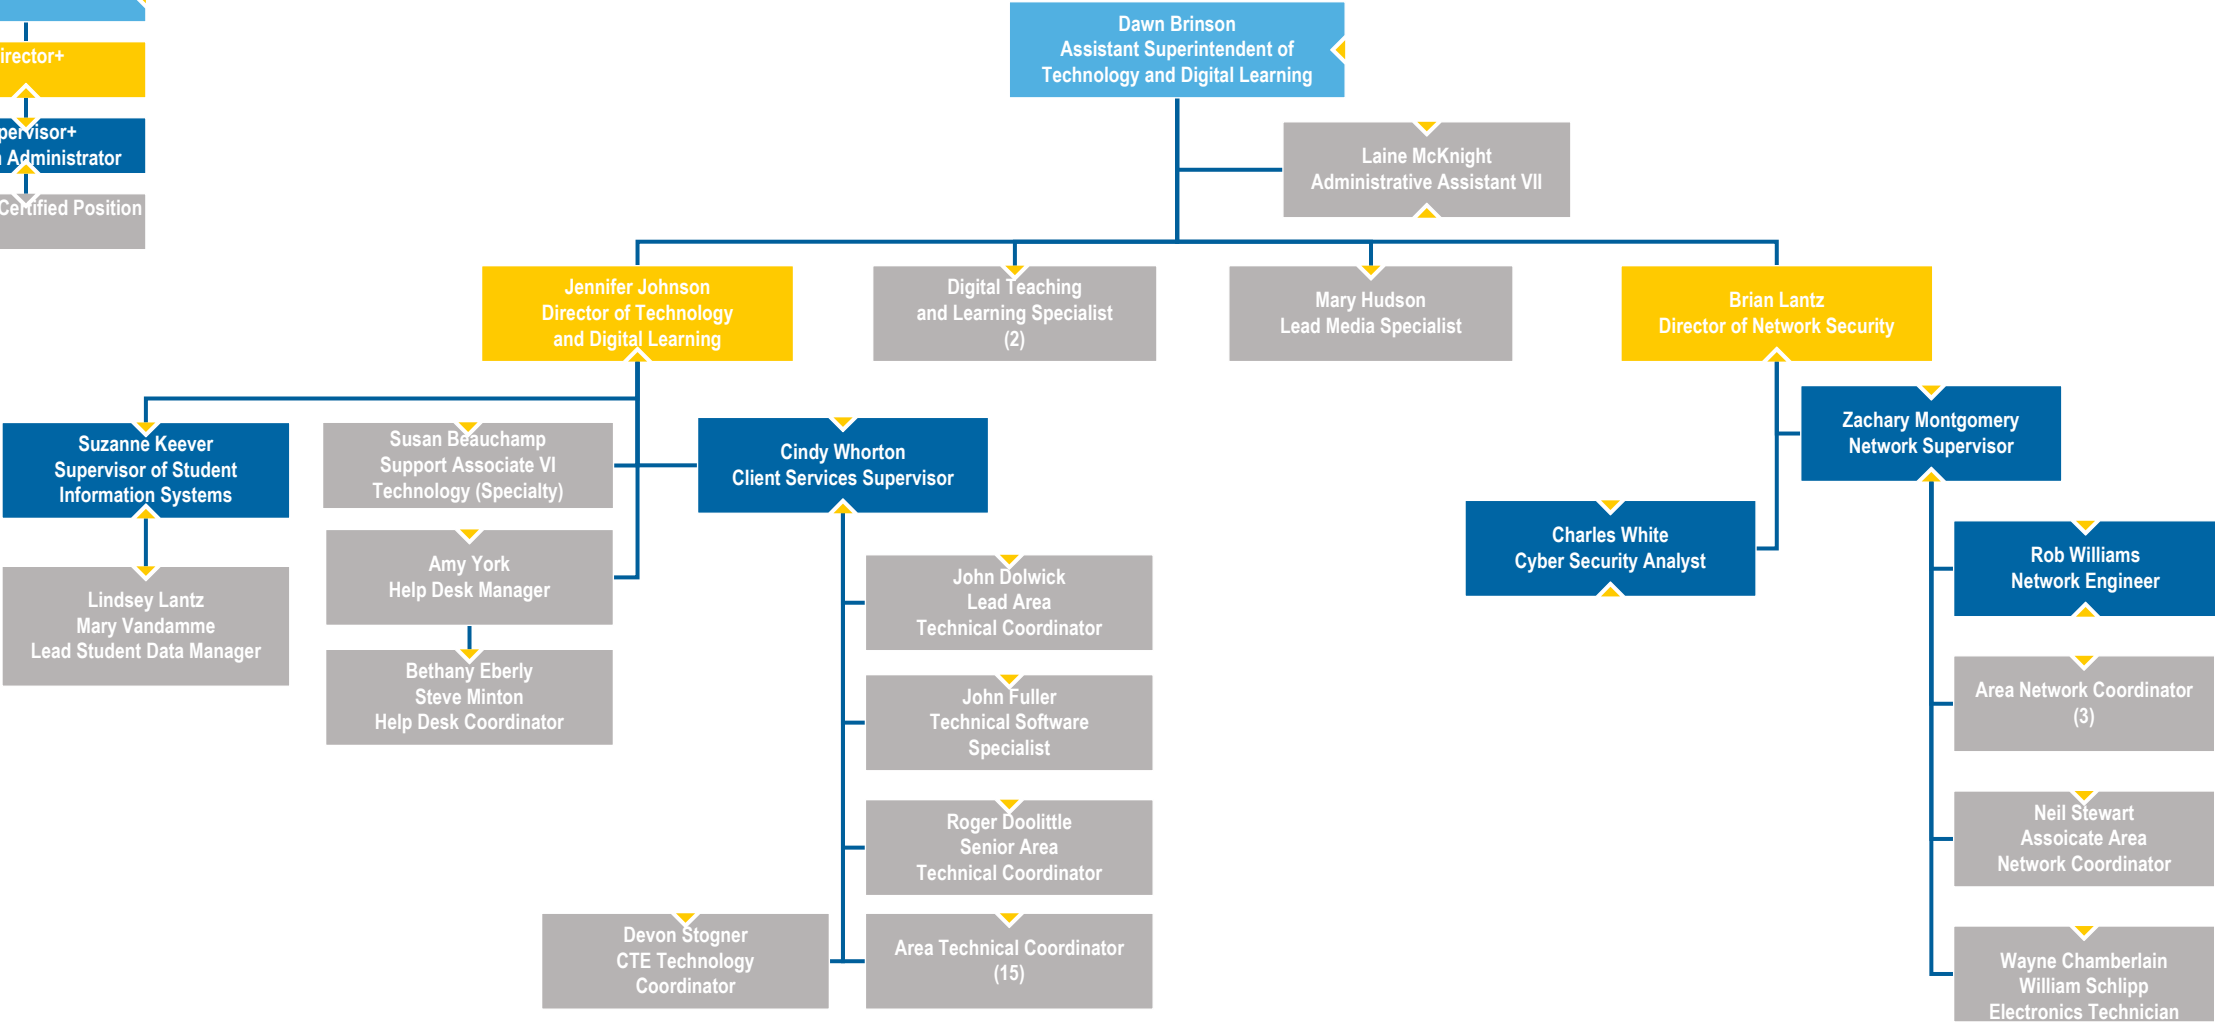 Dawn Brinson
Assistant Superintendent of
Technology and Digital Learning
Laine McKnight
Administrative Assistant VII
Administrator
Certified Position
Jennifer Johnson
Director of Technology
and Digital Learning
Digital Teaching
and Learning Specialist
(2)
Mary Hudson
Lead Media Specialist
Brian Lantz
Director of Network Security
Suzanne Keever
Supervisor of Student
Information Systems
Susan Beauchamp
Support Associate VI
Technology (Specialty)
Cindy Whorton
Client Services Supervisor
Zachary Montgomery
Network Supervisor
Charles White
Cyber Security Analyst
Rob Williams
Network Engineer
Amy York
Help Desk Manager
Lindsey Lantz
Mary Vandamme
Lead Student Data Manager
Bethany Eberly
Steve Minton
Help Desk Coordinator
John Dolwick
Lead Area
Technical Coordinator
John Fuller
Technical Software
Specialist
Roger Doolittle
Senior Area
Technical Coordinator
Devon Stogner
CTE Technology
Coordinator
Area Technical Coordinator
(15)
Area Network Coordinator
(3)
Neil Stewart
Assoicate Area
Network Coordinator
Wayne Chamberlain
William Schlipp
Electronics Technician